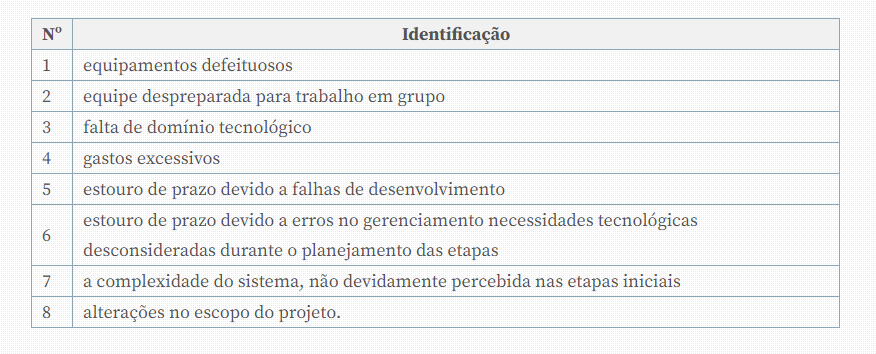 Nº Identificação
1 equipamentos defeituosos
2 equipe despreparada para trabalho em grupo
3 falta de domínio tecnológico
4 gastos excessivos
5 estouro de prazo devido a falhas de desenvolvimento
6 estouro de prazo devido a erros no gerenciamento necessidades tecnológicas
desconsideradas durante o planejamento das etapas
7 a complexidade do sistema, não devidamente percebida nas etapas iniciais
8 alterações no escopo do projeto.